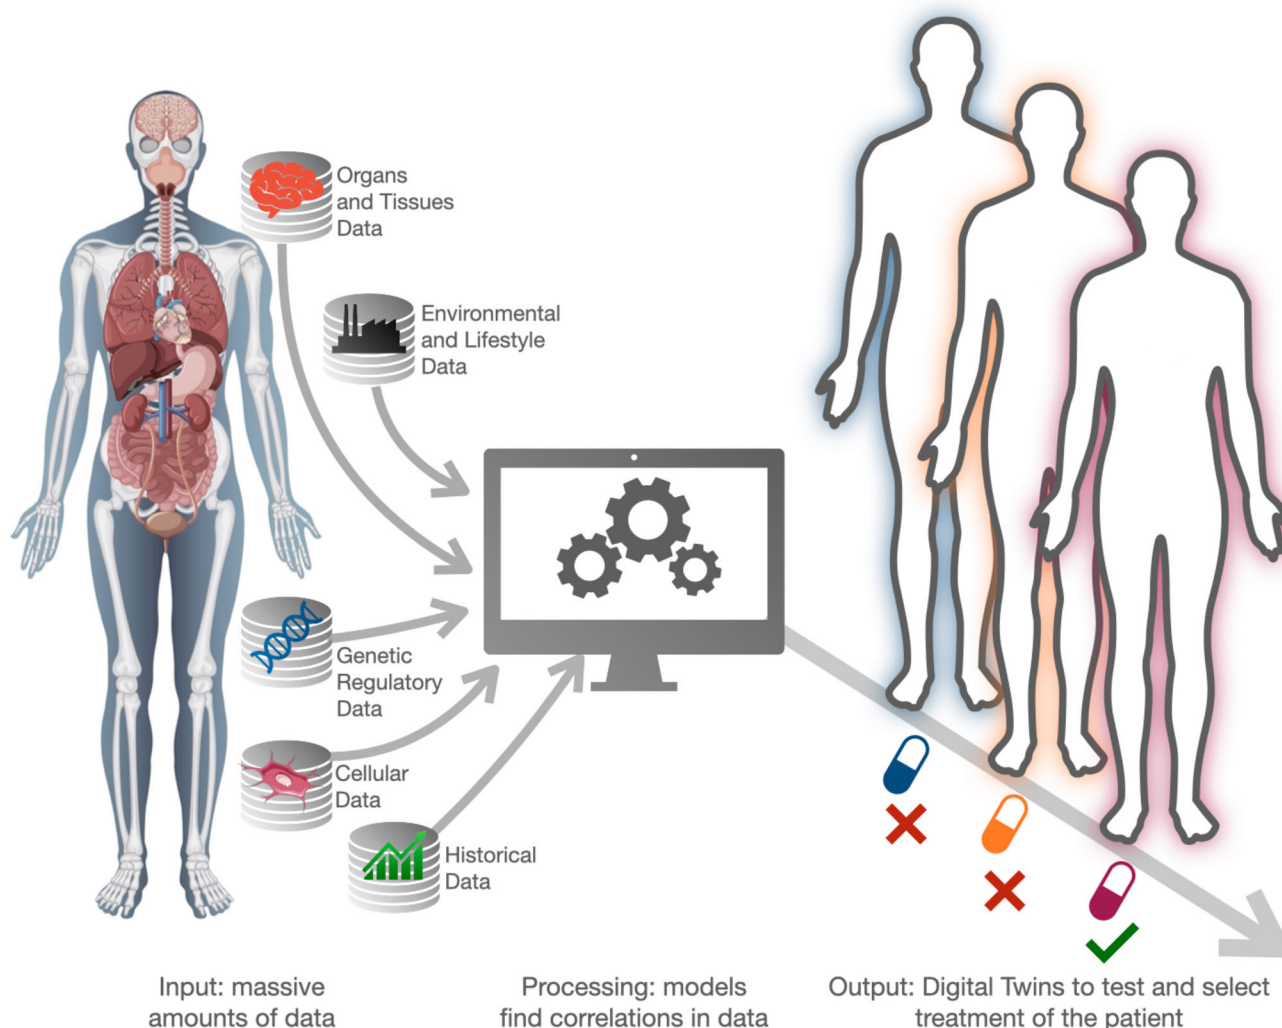 Organs
and Tissues
Data
Environmental
and Lifestyle
Data
Genetic
Regulatory
Data
Cellular
Data
Historical
Data
Input: massive
amounts of data
Processing: models
find correlations in data
Output: Digital Twins to test and select
treatment of the patient